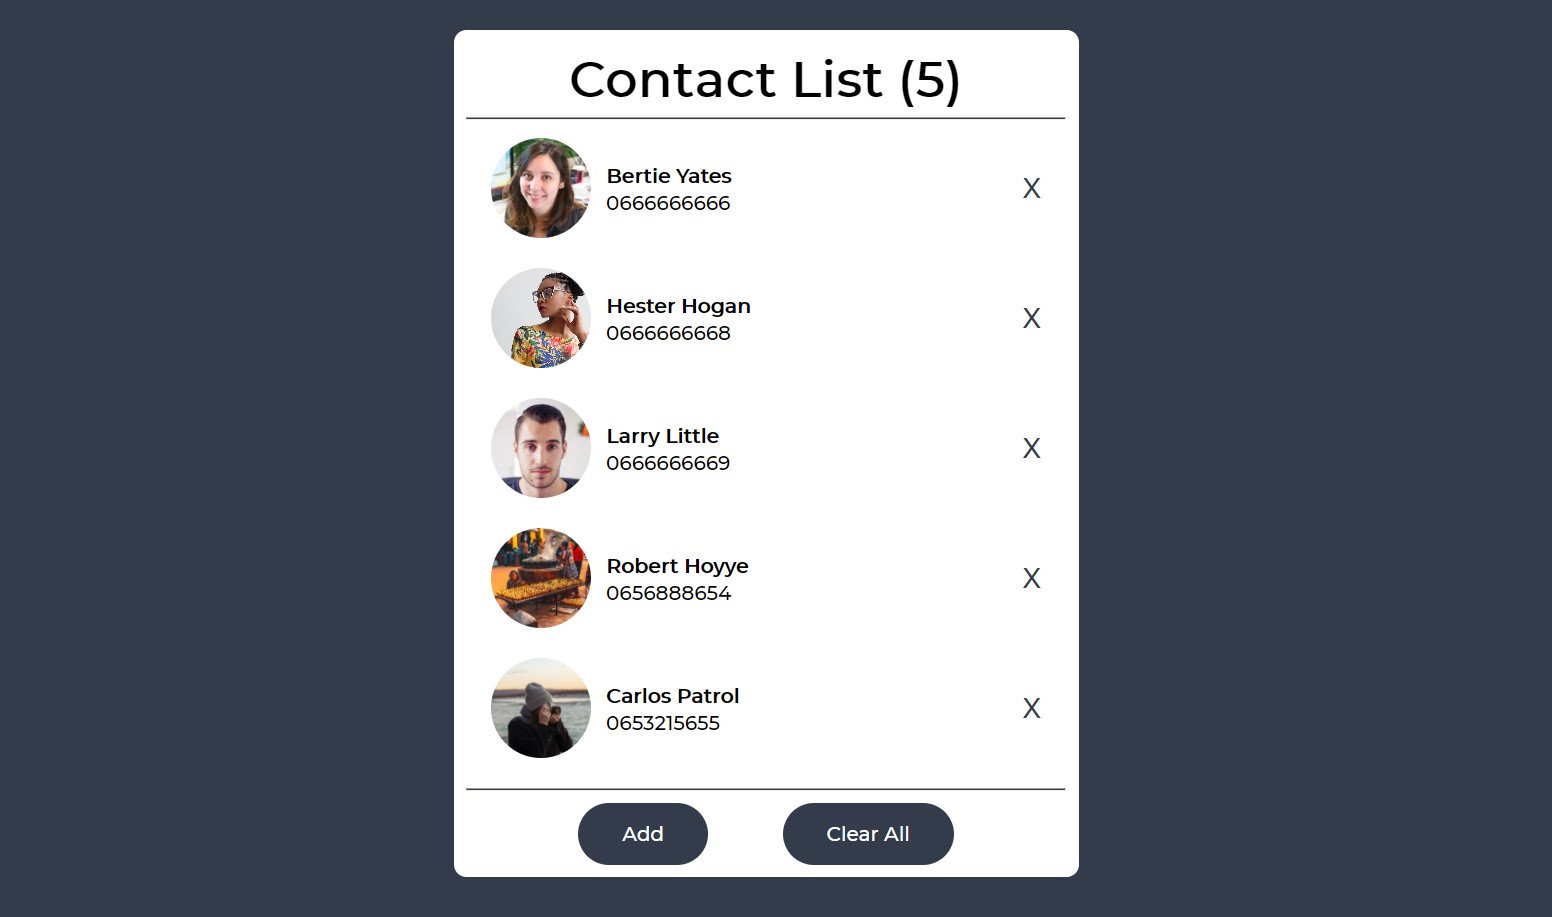 Contact List (5)
Bertie Yates
0666666666
X
Hester Hogan
0666666668
X
Larry Little
0666666669
X
Robert Hoyye
0656888654
X
Carlos Patrol
0653215655
X
Add
Clear All